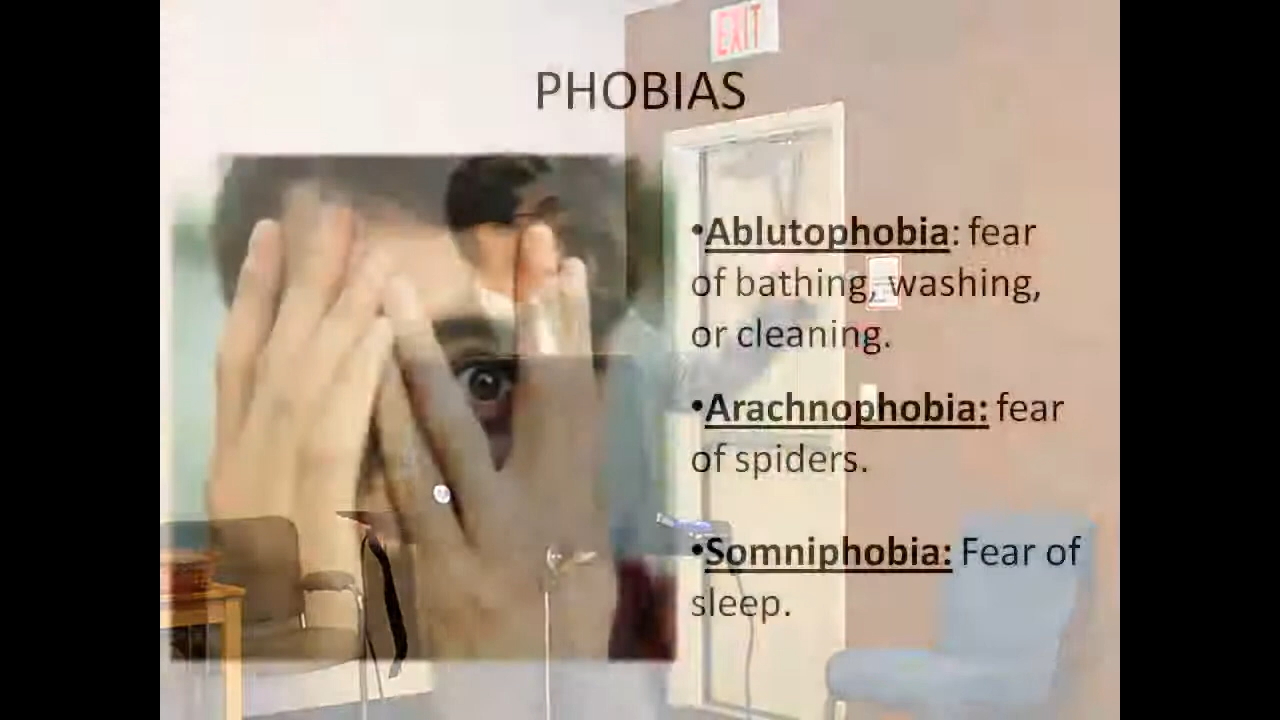 EXIT
PHOBIAS
•Ablutophobia: fear
of bathing, washing,
or cleaning.
•Arachnophobia: fear
of spiders.
•Somniphobia: Fear of
sleep.